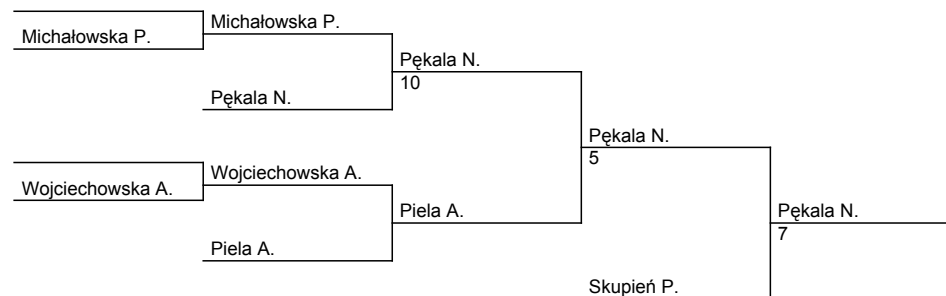 Michałowska P.
Michałowska P.
Pękala N.
10
Pękala N.
Pękala N.
5
Wojciechowska A.
Wojciechowska A.
Piela A.
Pękala N.
7
Piela A.
Skupień P.